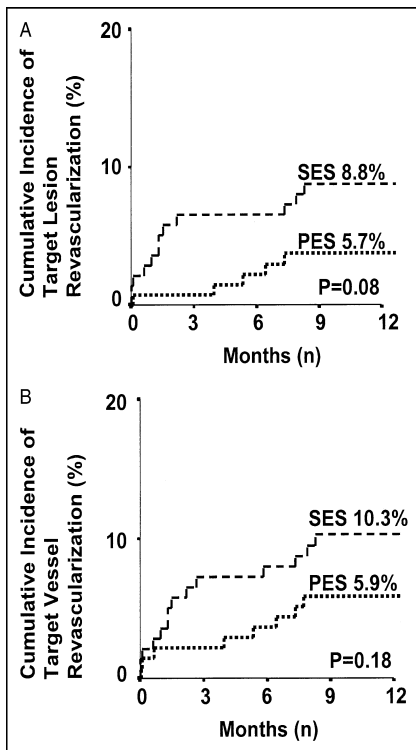 A
Cumulative Incidence of
Target Lesion
Revascularization (%)
20
10
0
SES 8.8%
PES 5.7%
P=0.08
0 3 6 9 12
Months (n)
B
Cumulative Incidence of
Target Vessel
Revascularization (%)
20
10
0
SES 10.3%
PES 5.9%
P=0.18
0 3 6 9 12
Months (n)